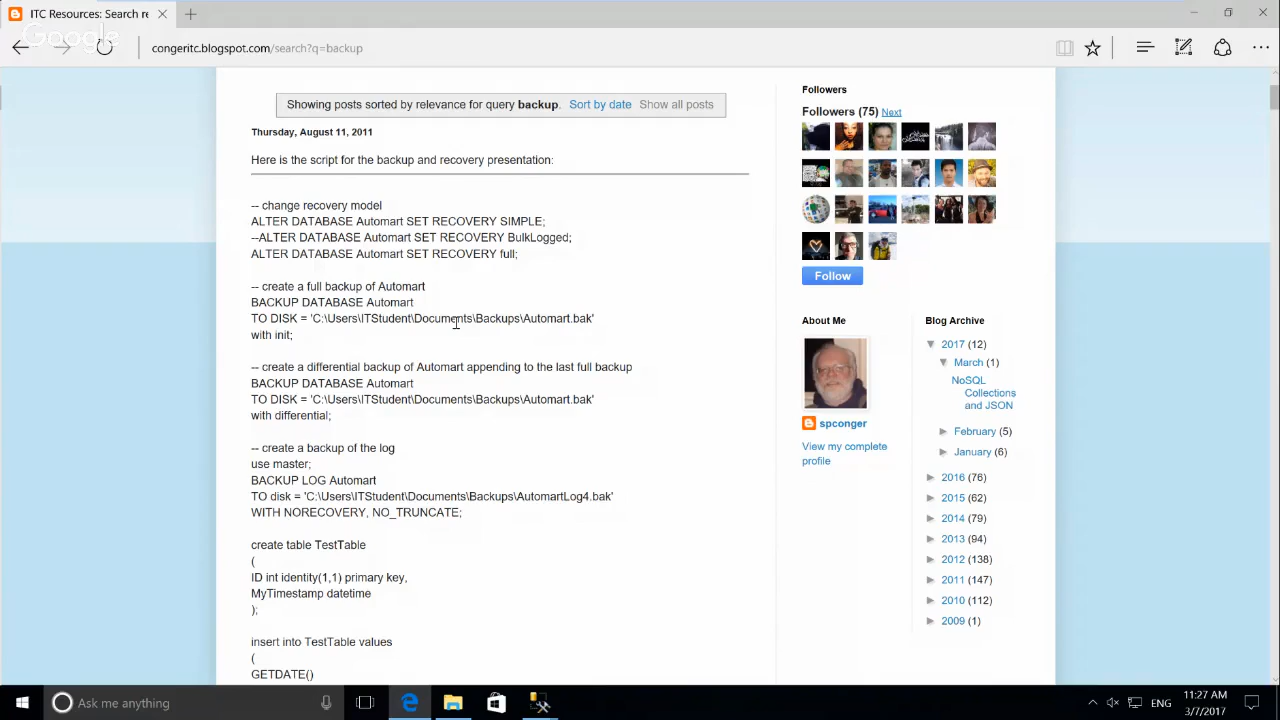 ITC Resources: Search re
Google
congeritc.blogspot.com/search?q=backup
Showing posts sorted by relevance for query backup. Sort by date Show all posts
Thursday, August 11, 2011
Here is the script for the backup and recovery presentation:
-- change recovery model
ALTER DATABASE Automart SET RECOVERY SIMPLE;
--ALTER DATABASE Automart SET RECOVERY BulkLogged;
ALTER DATABASE Automart SET RECOVERY full;
-- create a full backup of Automart
BACKUP DATABASE Automart
TO DISK = 'C:\Users\ITStudent\Documents\Backups\Automart.bak'
with init;
-- create a differential backup of Automart appending to the last full backup
BACKUP DATABASE Automart
TO DISK = 'C:\Users\ITStudent\Documents\Backups\Automart.bak'
with differential;
-- create a backup of the log
use master;
BACKUP LOG Automart
TO disk = 'C:\Users\ITStudent\Documents\Backups\AutomartLog4.bak'
WITH NORECOVERY, NO_TRUNCATE;
create table TestTable
(
ID int identity(1,1) primary key,
MyTimestamp datetime
);
insert into TestTable values
(
GETDATE()
Followers
Followers (75) Next
Follow
About Me
spconger
View my complete
profile
Blog Archive
▼ 2017 (12)
▼ March (1)
NoSQL
Collections
and JSON
► February (5)
► January (6)
► 2016 (76)
► 2015 (62)
► 2014 (79)
► 2013 (94)
► 2012 (138)
► 2011 (147)
► 2010 (112)
► 2009 (1)
Ask me anything
ENG
11:27 AM
3/7/2017